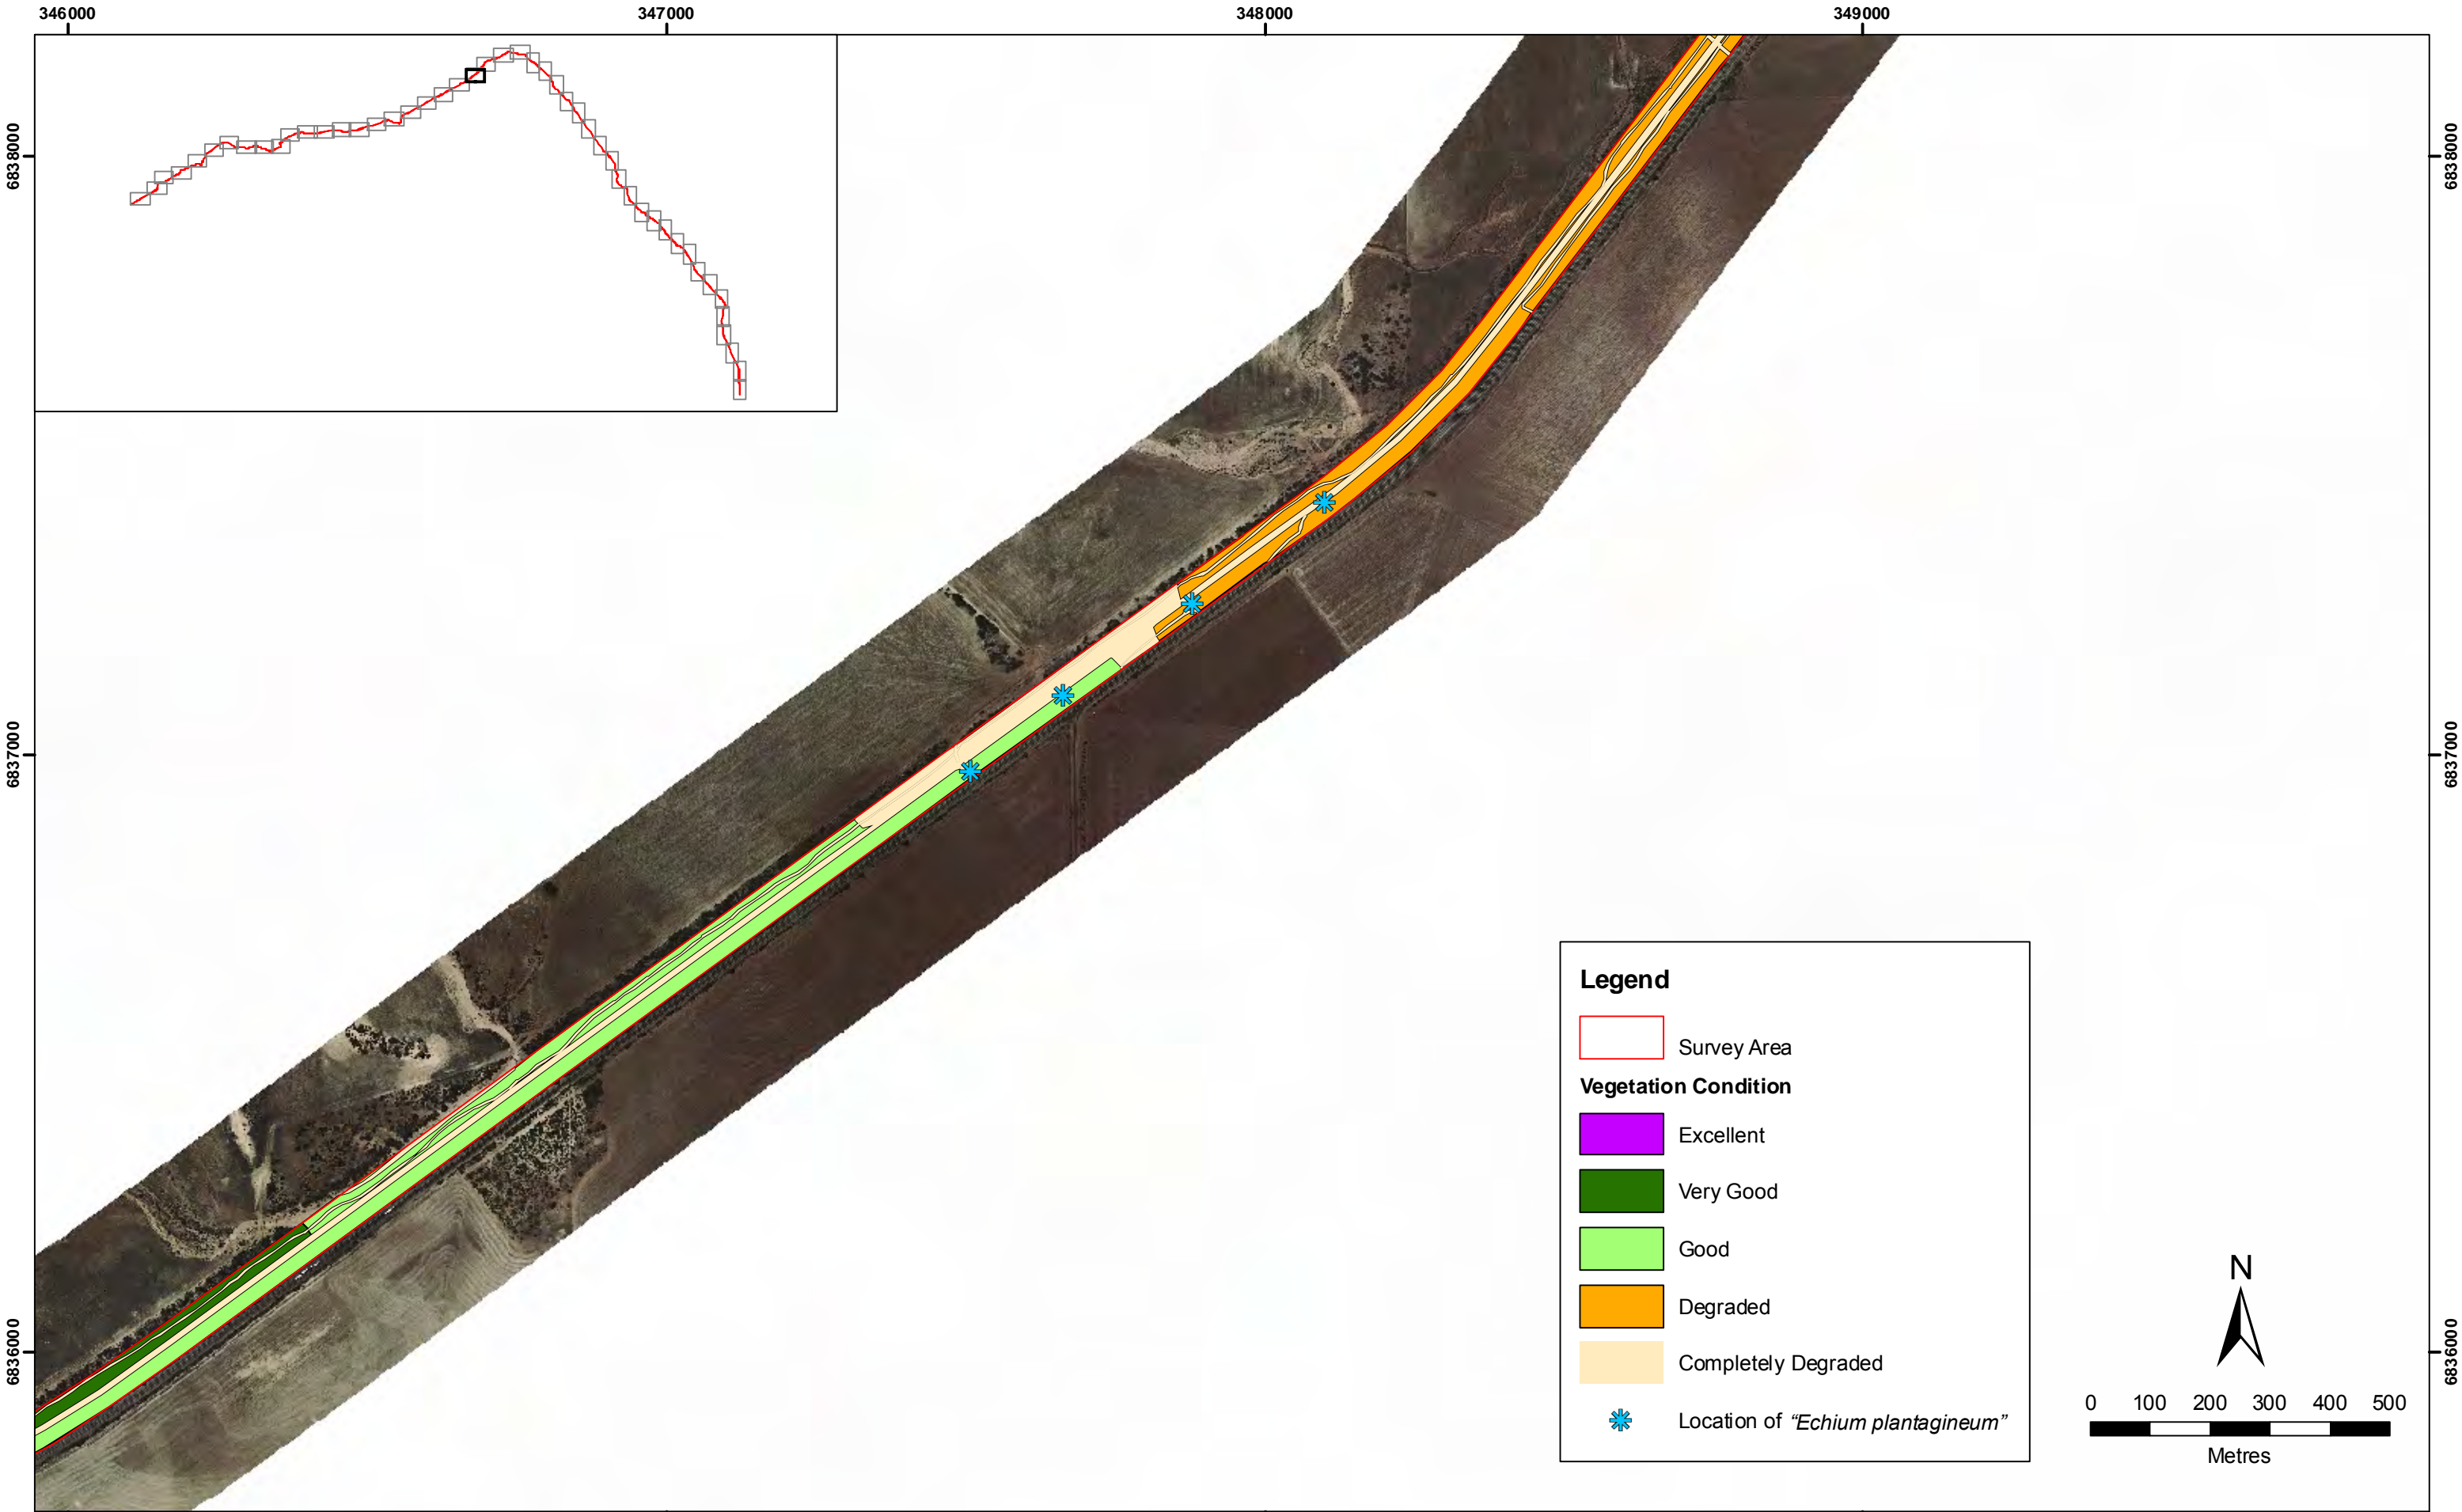 346000 347000 348000 349000
6838000 6838000
6837000 6837000
6836000 6836000
Legend
Survey Area
Vegetation Condition
Excellent
Very Good
Good
Degraded
Completely Degraded
Location of “Echium plantagineum”
N
0 100 200 300 400 500
Metres